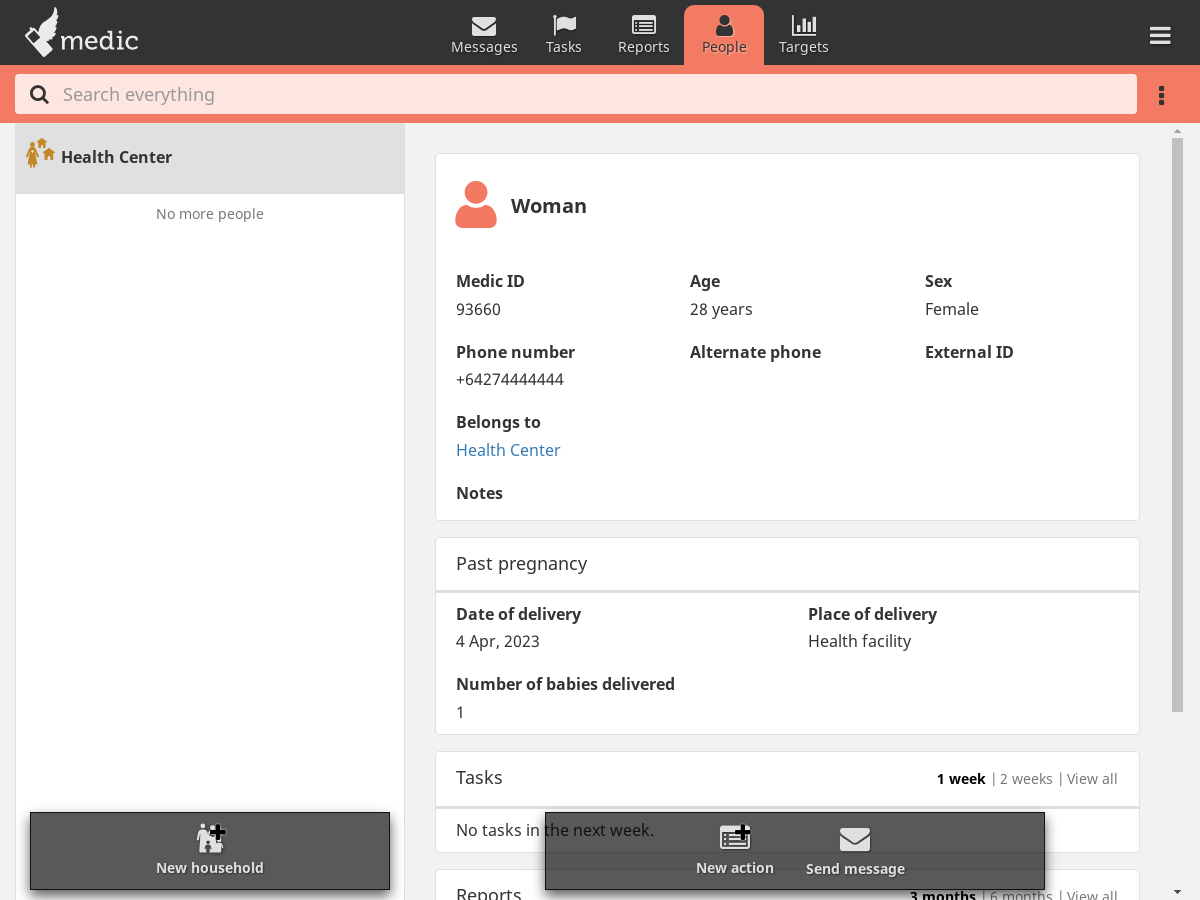 medic
Messages
Tasks
Reports
People
Targets
Search everything
Health Center
No more people
New household
Woman
Medic ID
Age
Sex
93660
28 years
Female
Phone number
Alternate phone
External ID
+64274444444
Belongs to
Health Center
Notes
Past pregnancy
Date of delivery
Place of delivery
4 Apr, 2023
Health facility
Number of babies delivered
1
Tasks
1 week | 2 weeks | View all
No tasks in the next week.
New action
Send message
Reports
3 months | 6 months | View all